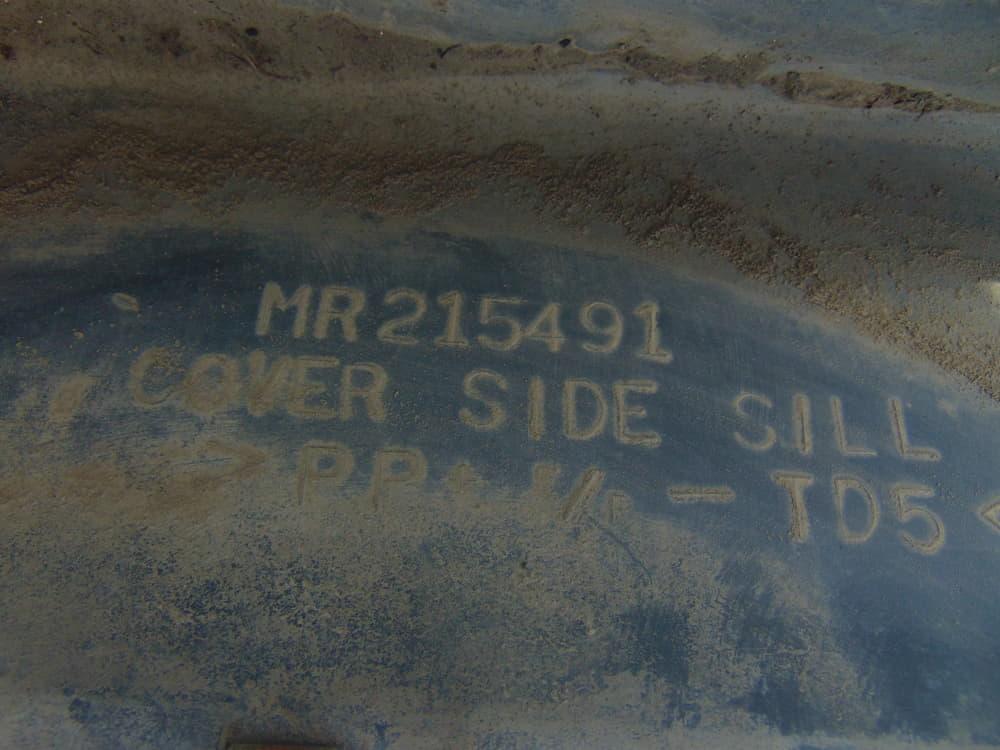 MR215491
COVER SIDE SILL
>PP+E/P-TD5<